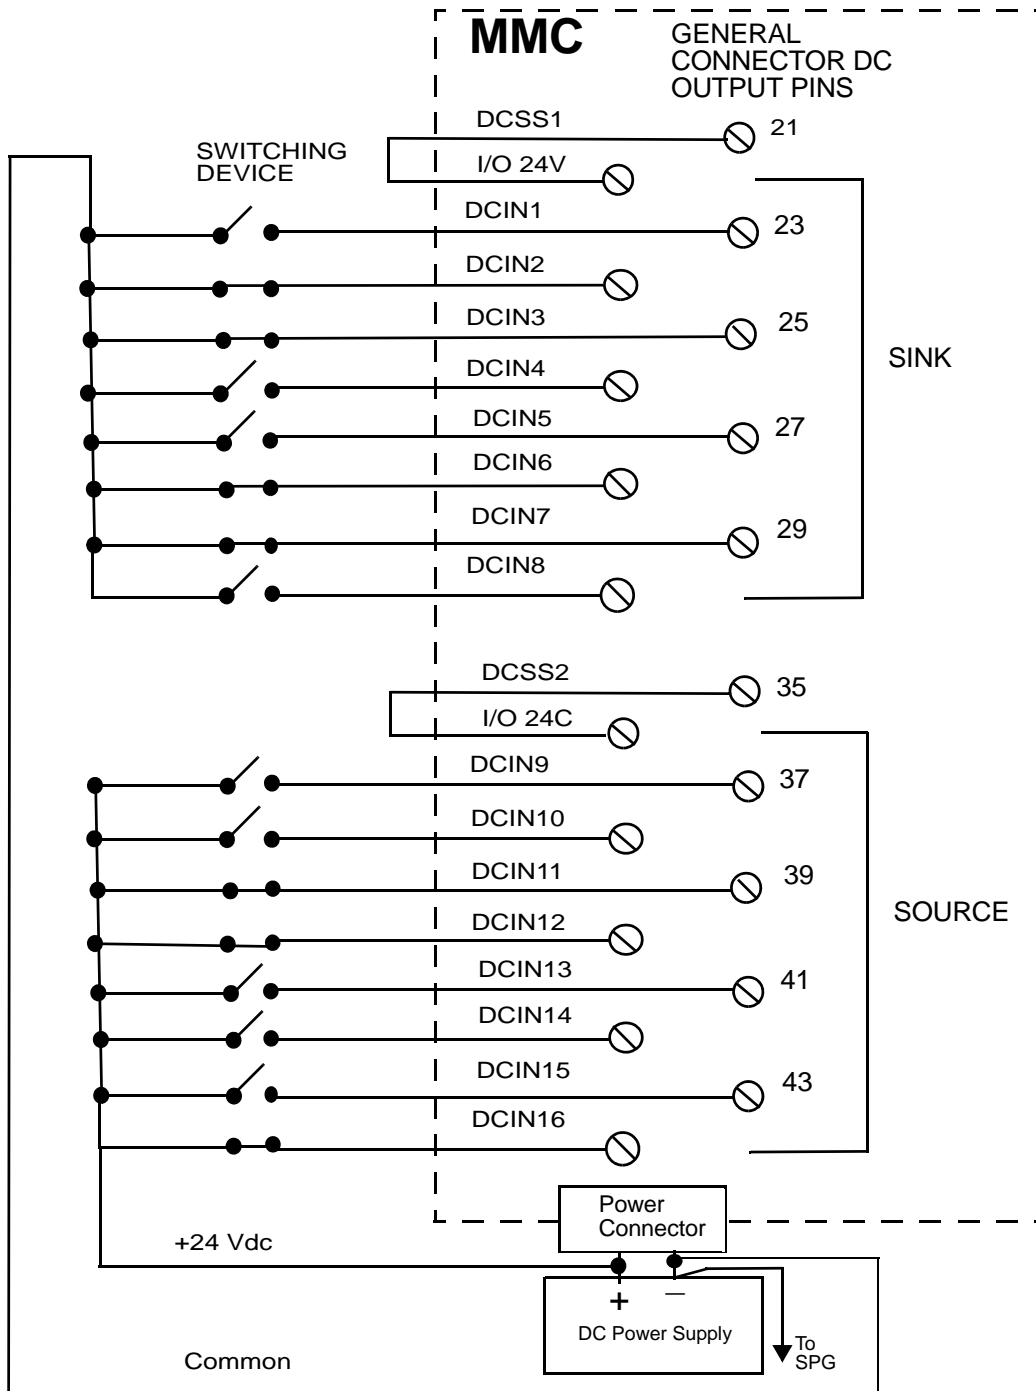 MMC
GENERAL
CONNECTOR DC
OUTPUT PINS
DCSS1
21
SWITCHING
DEVICE
I/O 24V
DCIN1
23
DCIN2
DCIN3
25
SINK
DCIN4
DCIN5
27
DCIN6
DCIN7
29
DCIN8
DCSS2
35
I/O 24C
DCIN9
37
DCIN10
DCIN11
39
SOURCE
DCIN12
DCIN13
41
DCIN14
DCIN15
43
DCIN16
Power
Connector
+24 Vdc
+ –
DC Power Supply
To
SPG
Common